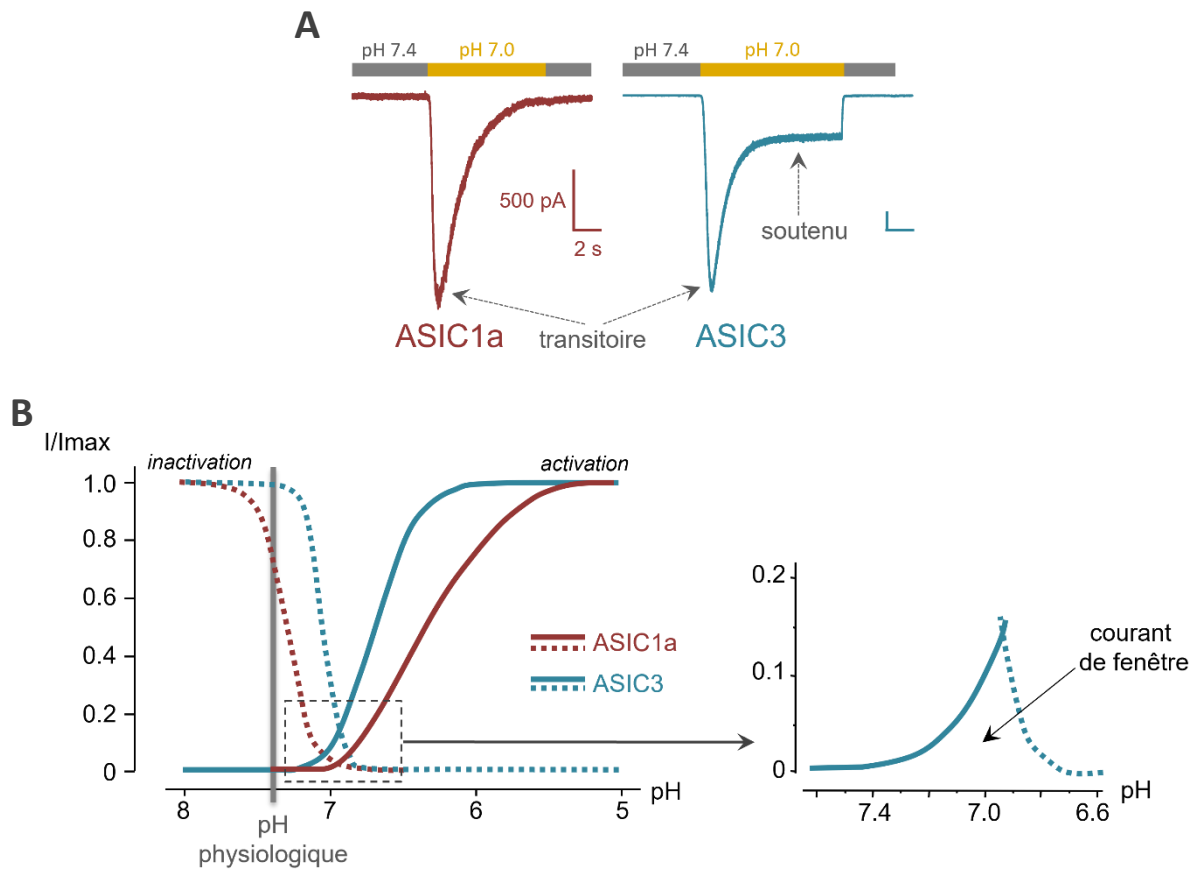 A
pH 7.4
pH 7.0
pH 7.4
pH 7.0
500 pA
2 s
soutenu
ASIC1a
transitoire
ASIC3
B
I/Imax
inactivation
activation
1.0
0.8
0.6
0.4
0.2
0
8
7
6
5
pH
pH
physiologique
ASIC1a
ASIC3
0.2
0.1
0
7.4
7.0
6.6
pH
courant
de fenêtre